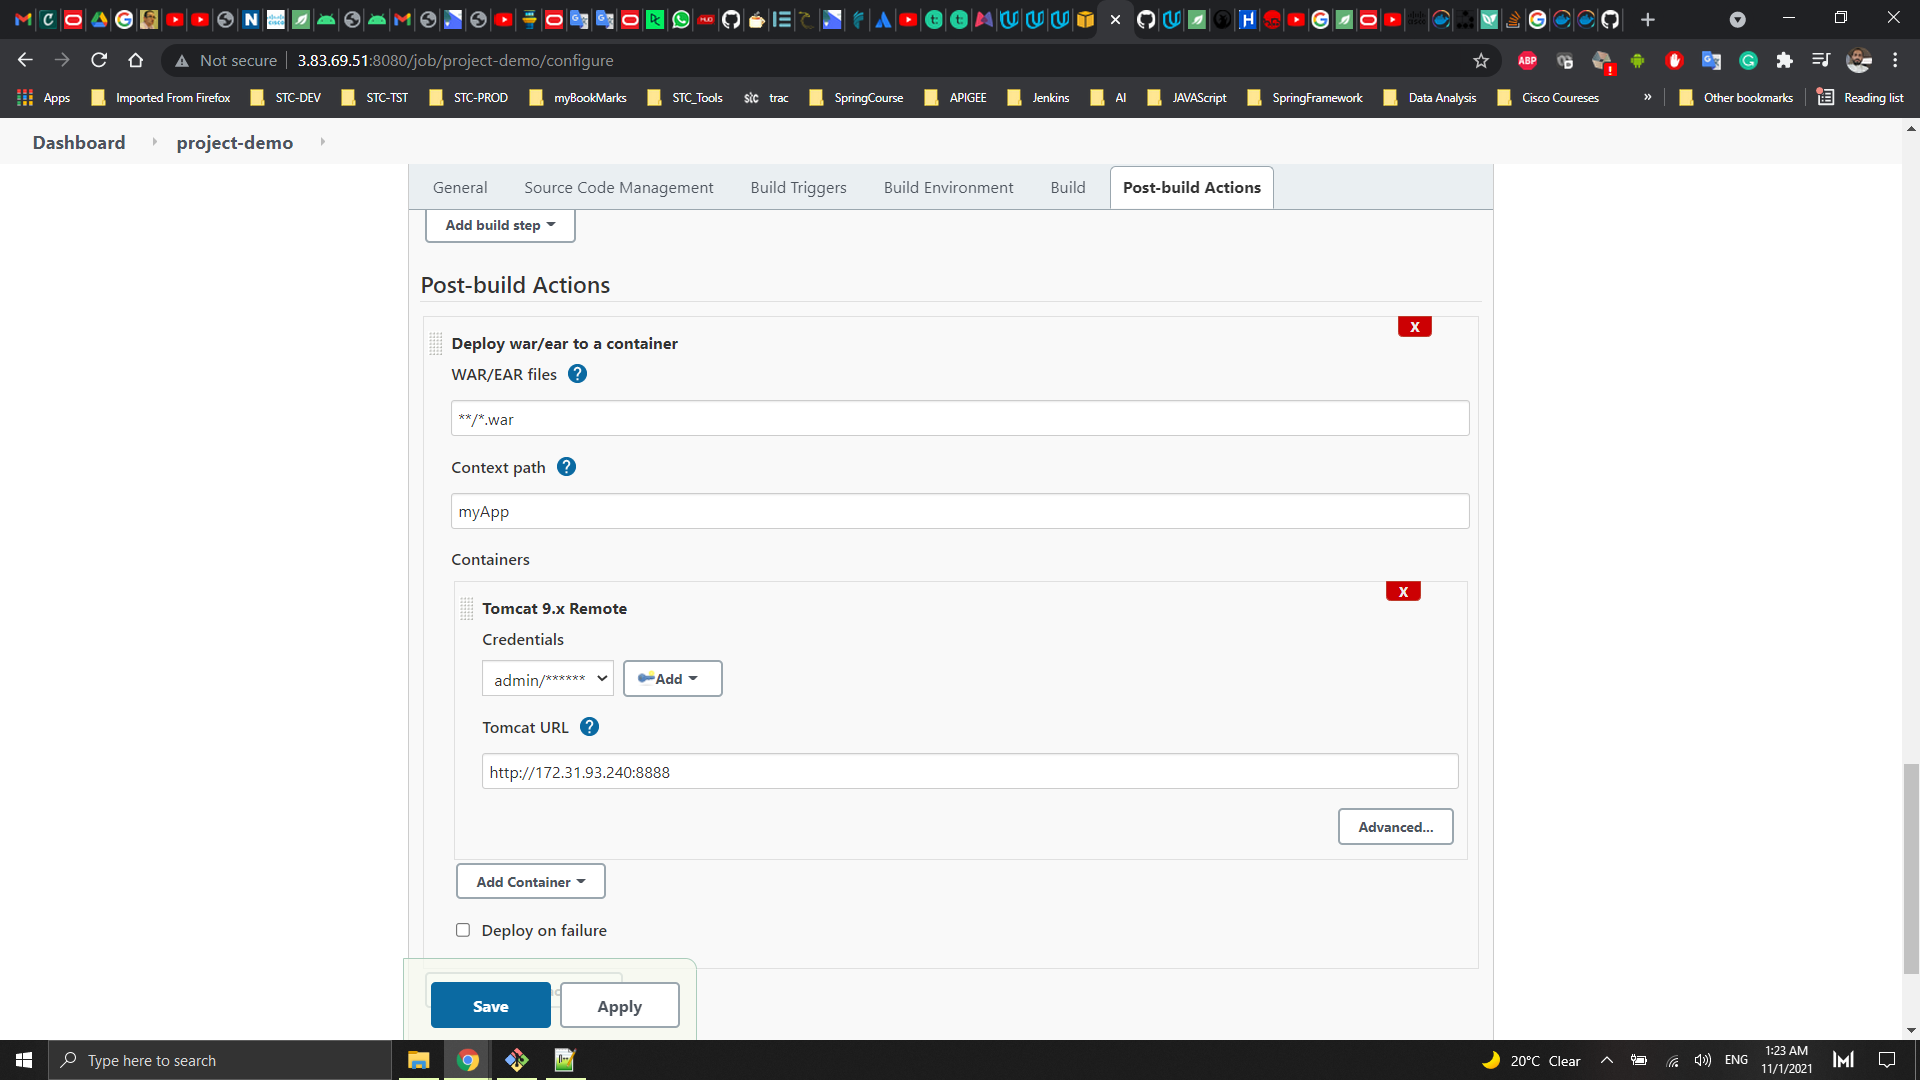 Not secure 3.83.69.51:8080/job/project-demo/configure
ABP
Apps Imported From Firefox STC-DEV STC-TST STC-PROD myBookMarks STC_Tools stc trac SpringCourse APIGEE Jenkins AI JAVAScript SpringFramework Data Analysis Cisco Coureses » Other bookmarks Reading list
Dashboard project-demo
General Source Code Management Build Triggers Build Environment Build Post-build Actions
Add build step
Post-build Actions
X
Deploy war/ear to a container
WAR/EAR files ?
**/*.war
Context path ?
myApp
Containers
X
Tomcat 9.x Remote
Credentials
admin/****** Add
Tomcat URL ?
http://172.31.93.240:8888
Advanced...
Add Container
Deploy on failure
Save Apply
Type here to search
20°C Clear ENG 1:23 AM
11/1/2021